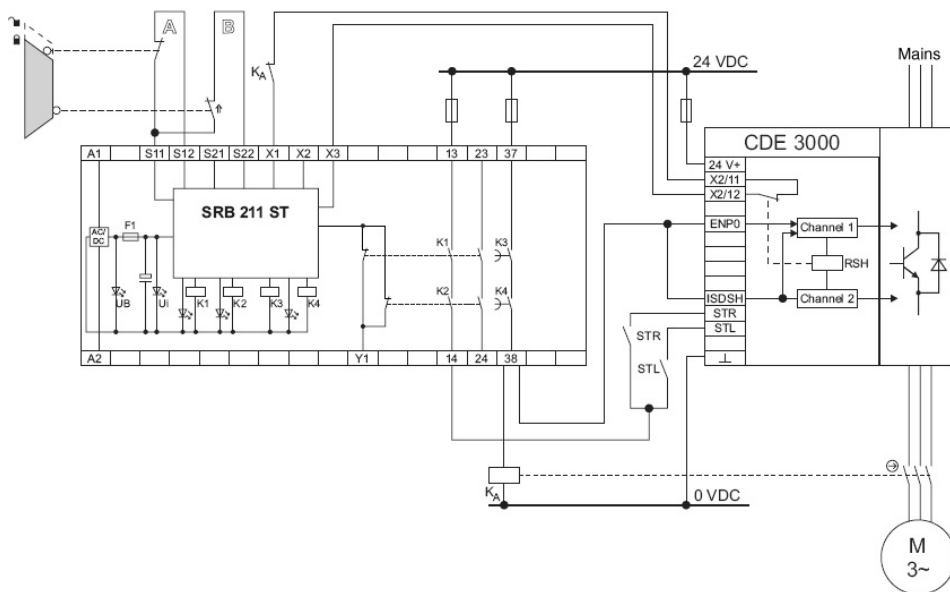 A
B
Mains
24 VDC
K_A
CDE 3000
A1 S11 S12 S21 S22 X1 X2 X3 13 23 37
24 V+
X2/11
X2/12
SRB 211 ST
ENP0
Channel 1
AC/DC
F1
K1
K3
RSH
UB
Ui
K1
K2
K3
K4
K2
K4
ISDSH
Channel 2
STR
STL
STR
STL
A2 Y1 14 24 38
K_A
0 VDC
M
3~